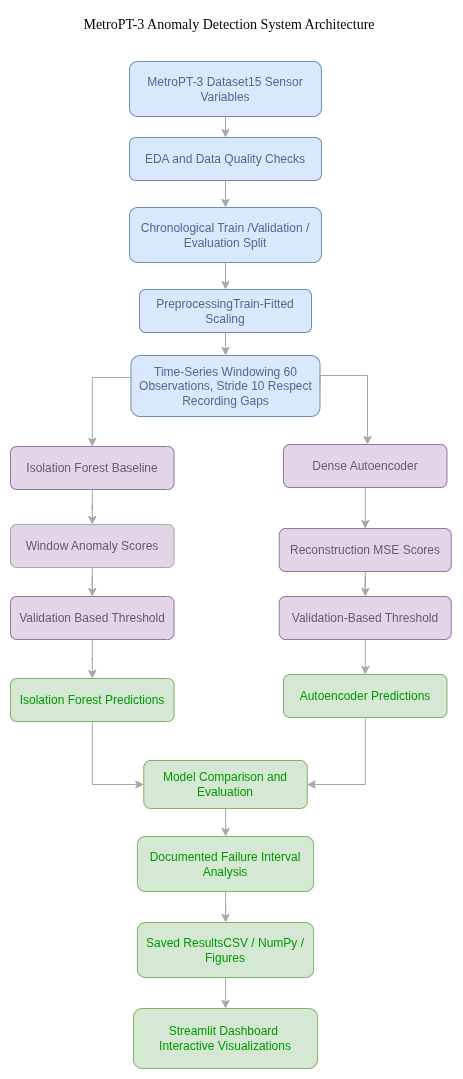 MetroPT-3 Anomaly Detection System Architecture
MetroPT-3 Dataset15 Sensor
Variables
EDA and Data Quality Checks
Chronological Train /Validation /
Evaluation Split
PreprocessingTrain-Fitted
Scaling
Time-Series Windowing 60
Observations, Stride 10 Respect
Recording Gaps
Isolation Forest Baseline
Window Anomaly Scores
Validation Based Threshold
Isolation Forest Predictions
Dense Autoencoder
Reconstruction MSE Scores
Validation-Based Threshold
Autoencoder Predictions
Model Comparison and
Evaluation
Documented Failure Interval
Analysis
Saved ResultsCSV / NumPy /
Figures
Streamlit Dashboard
Interactive Visualizations